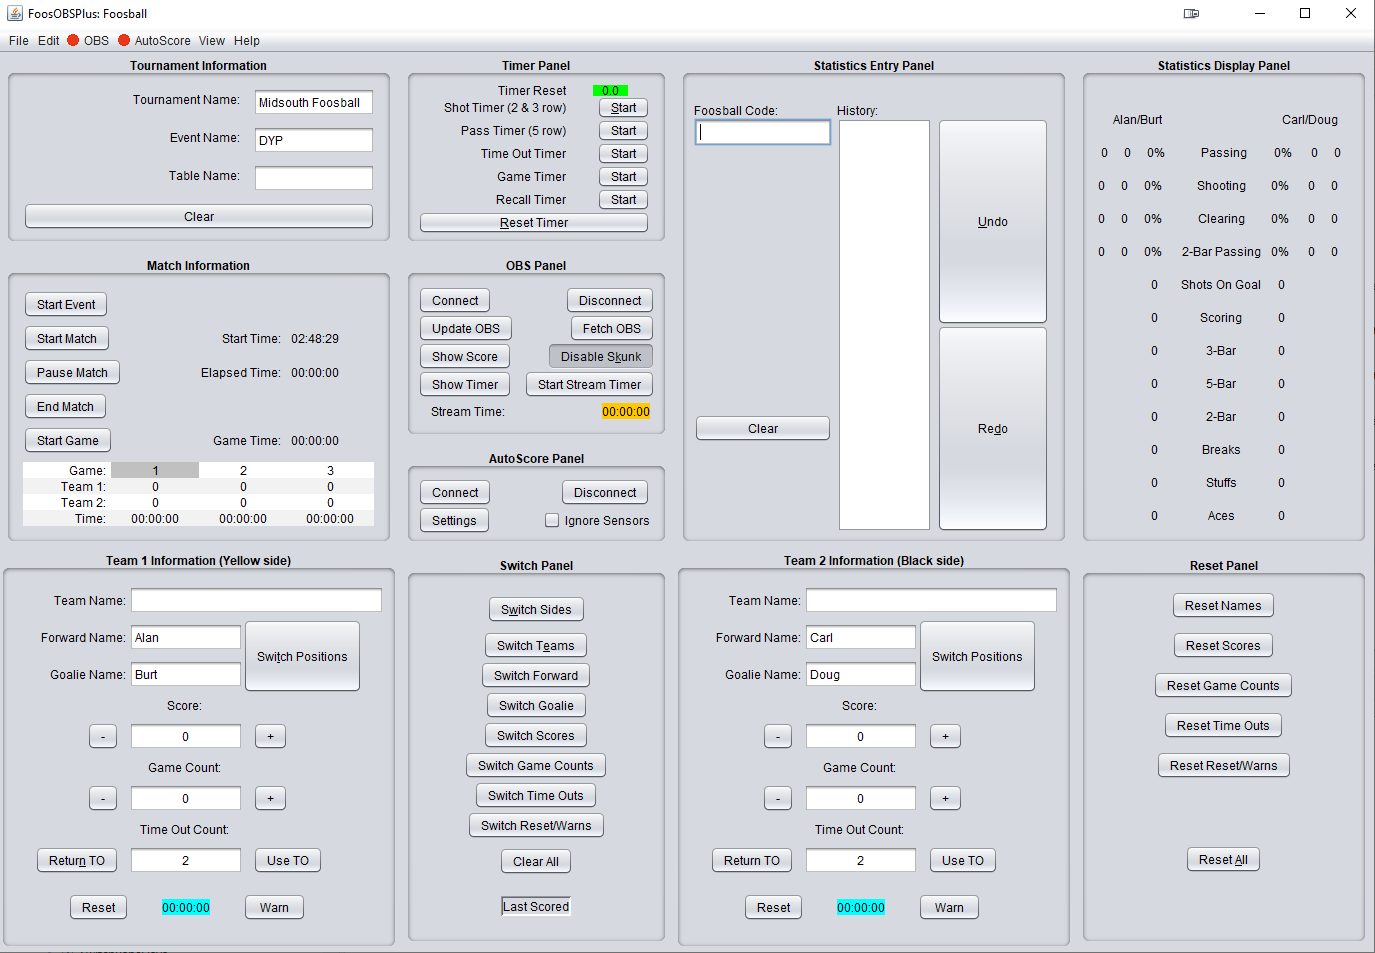 FoosOBSPlus: Foosball
File Edit OBS AutoScore View Help
Tournament Information
Tournament Name: Midsouth Foosball
Event Name: DYP
Table Name:
Clear
Timer Panel
Timer Reset 0.0
Shot Timer (2 & 3 row) Start
Pass Timer (5 row) Start
Time Out Timer Start
Game Timer Start
Recall Timer Start
Reset Timer
Statistics Entry Panel
Foosball Code: History:
Undo
Redo
Clear
Statistics Display Panel
Alan/Burt Carl/Doug
0 0 0% Passing 0% 0 0
0 0 0% Shooting 0% 0 0
0 0 0% Clearing 0% 0 0
0 0 0% 2-Bar Passing 0% 0 0
0 Shots On Goal 0
0 Scoring 0
0 3-Bar 0
0 5-Bar 0
0 2-Bar 0
0 Breaks 0
0 Stuffs 0
0 Aces 0
Match Information
Start Event
Start Match Start Time: 02:48:29
Pause Match Elapsed Time: 00:00:00
End Match
Start Game Game Time: 00:00:00
Game: 1 2 3
Team 1: 0 0 0
Team 2: 0 0 0
Time: 00:00:00 00:00:00 00:00:00
OBS Panel
Connect Disconnect
Update OBS Fetch OBS
Show Score Disable Skunk
Show Timer Start Stream Timer
Stream Time: 00:00:00
AutoScore Panel
Connect Disconnect
Settings Ignore Sensors
Team 1 Information (Yellow side)
Team Name:
Forward Name: Alan
Goalie Name: Burt
Switch Positions
Score:
- 0 +
Game Count:
- 0 +
Time Out Count:
Return TO 2 Use TO
Reset 00:00:00 Warn
Switch Panel
Switch Sides
Switch Teams
Switch Forward
Switch Goalie
Switch Scores
Switch Game Counts
Switch Time Outs
Switch Reset/Warns
Clear All
Last Scored
Team 2 Information (Black side)
Team Name:
Forward Name: Carl
Goalie Name: Doug
Switch Positions
Score:
- 0 +
Game Count:
- 0 +
Time Out Count:
Return TO 2 Use TO
Reset 00:00:00 Warn
Reset Panel
Reset Names
Reset Scores
Reset Game Counts
Reset Time Outs
Reset Reset/Warns
Reset All